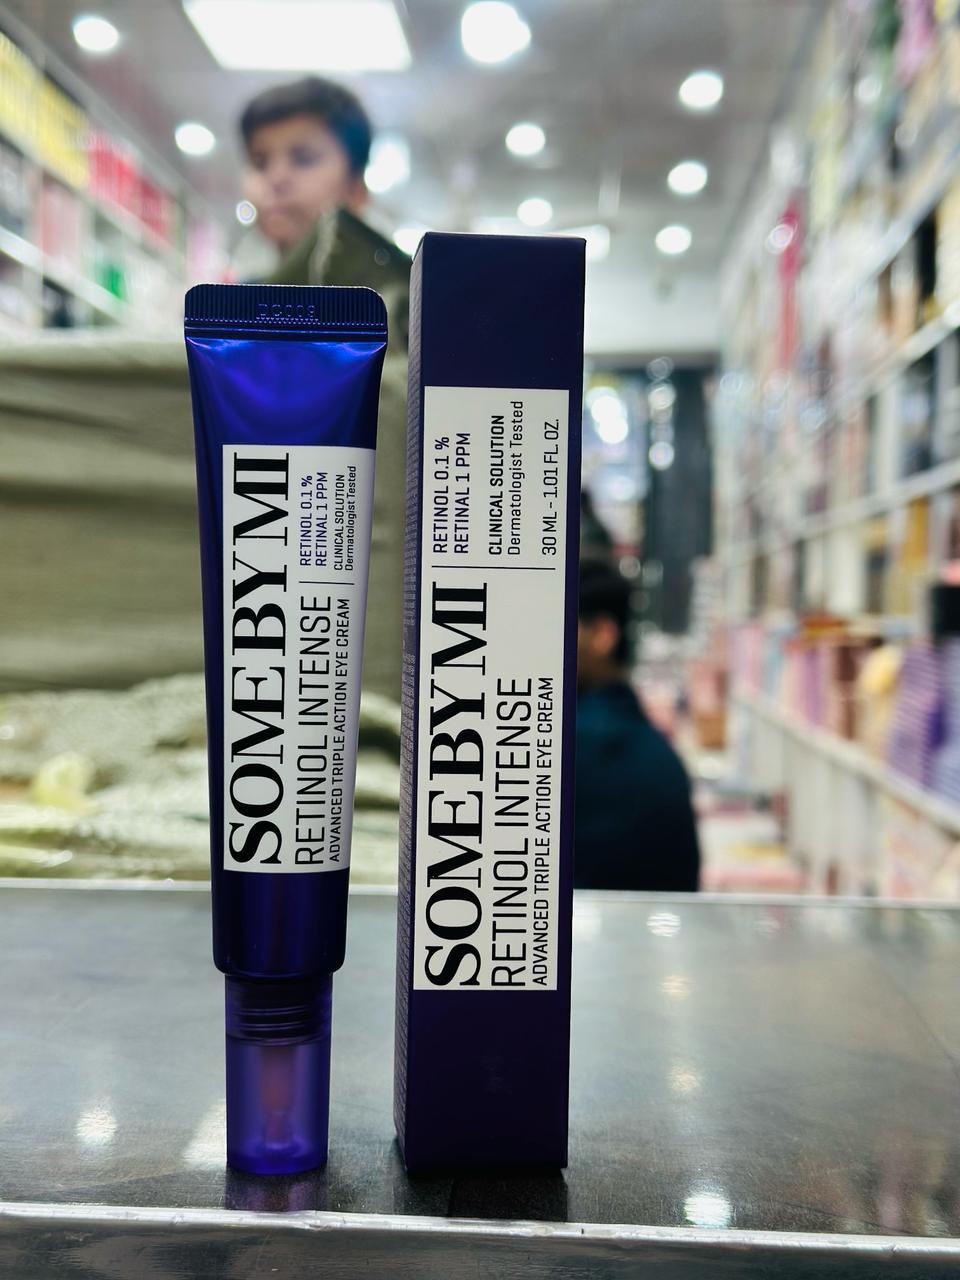 DC009
SOMEBYMI
RETINOL INTENSE
ADVANCED TRIPLE ACTION EYE CREAM
RETINOL 0.1 %
RETINAL 1 PPM
CLINICAL SOLUTION
Dermatologist Tested
SOMEBYMI
RETINOL INTENSE
ADVANCED TRIPLE ACTION EYE CREAM
RETINOL 0.1 %
RETINAL 1 PPM
CLINICAL SOLUTION
Dermatologist Tested
30 ML - 1.01 FL OZ.